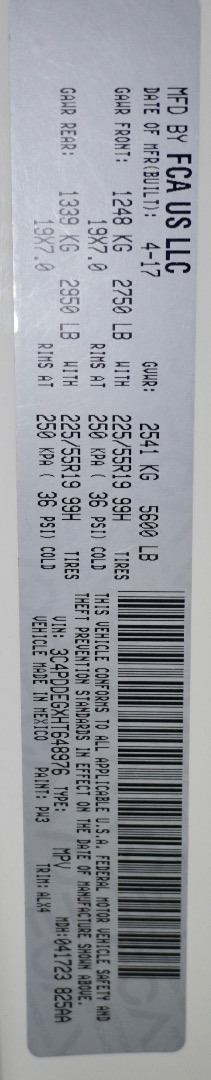 MFD BY FCA US LLC
DATE OF MFR(BUILT): 4-17 GVWR: 2541 KG 5600 LB
GAWR FRONT: 1248 KG 2750 LB WITH 225/55R19 99H TIRES
19X7.0 RIMS AT 250 KPA ( 36 PSI) COLD
GAWR REAR: 1339 KG 2950 LB WITH 225/55R19 99H TIRES
19X7.0 RIMS AT 250 KPA ( 36 PSI) COLD
THIS VEHICLE CONFORMS TO ALL APPLICABLE U.S.A. FEDERAL MOTOR VEHICLE SAFETY AND
THEFT PREVENTION STANDARDS IN EFFECT ON THE DATE OF MANUFACTURE SHOWN ABOVE.
VIN: 3C4PDDEGXHT648976 TYPE: MPV MDH:041723 825AA
VEHICLE MADE IN MEXICO PAINT: PW3 TRIM:ALX4